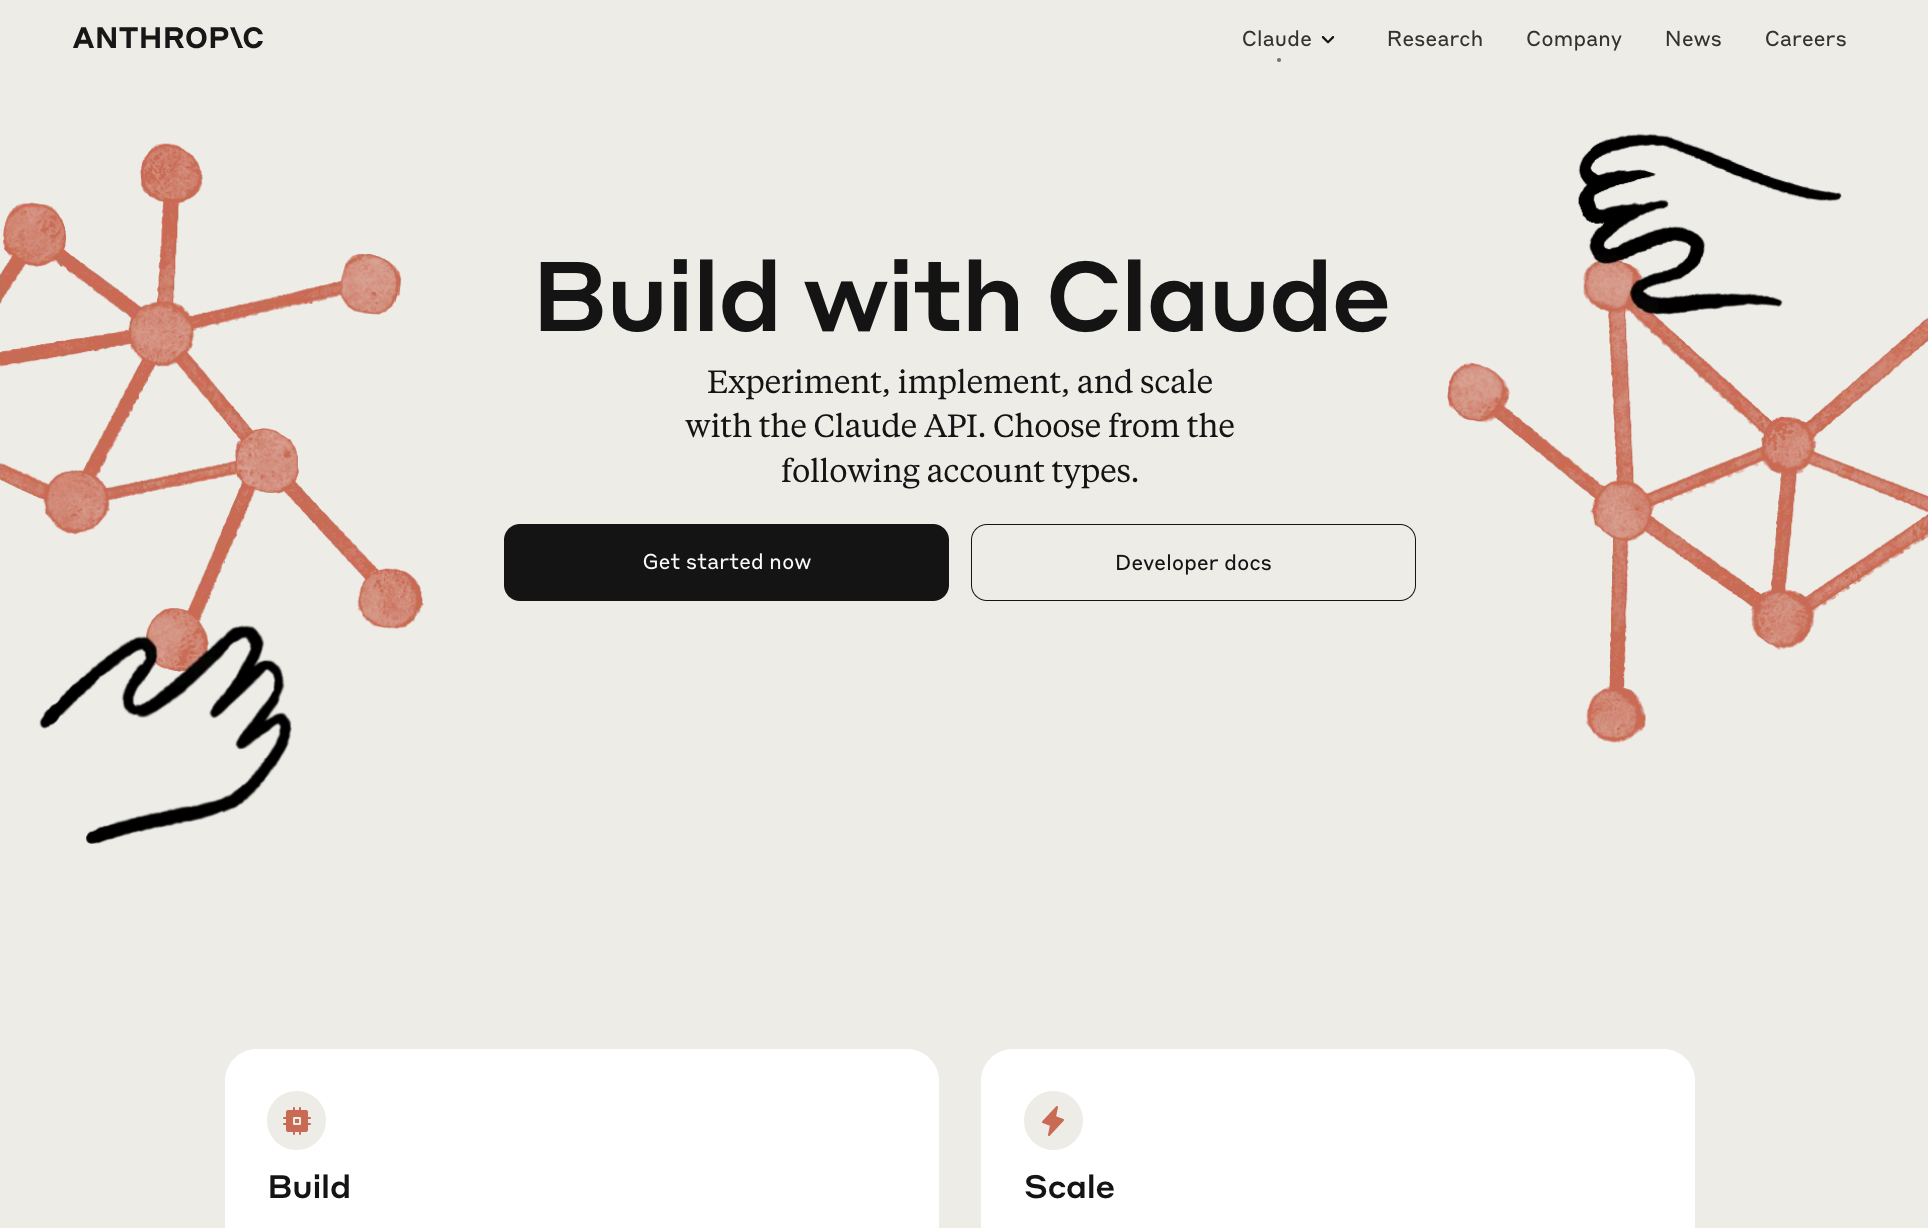 ANTHROP\C
Claude
Research
Company
News
Careers
Build with Claude
Experiment, implement, and scale
with the Claude API. Choose from the
following account types.
Get started now
Developer docs
Build
Scale